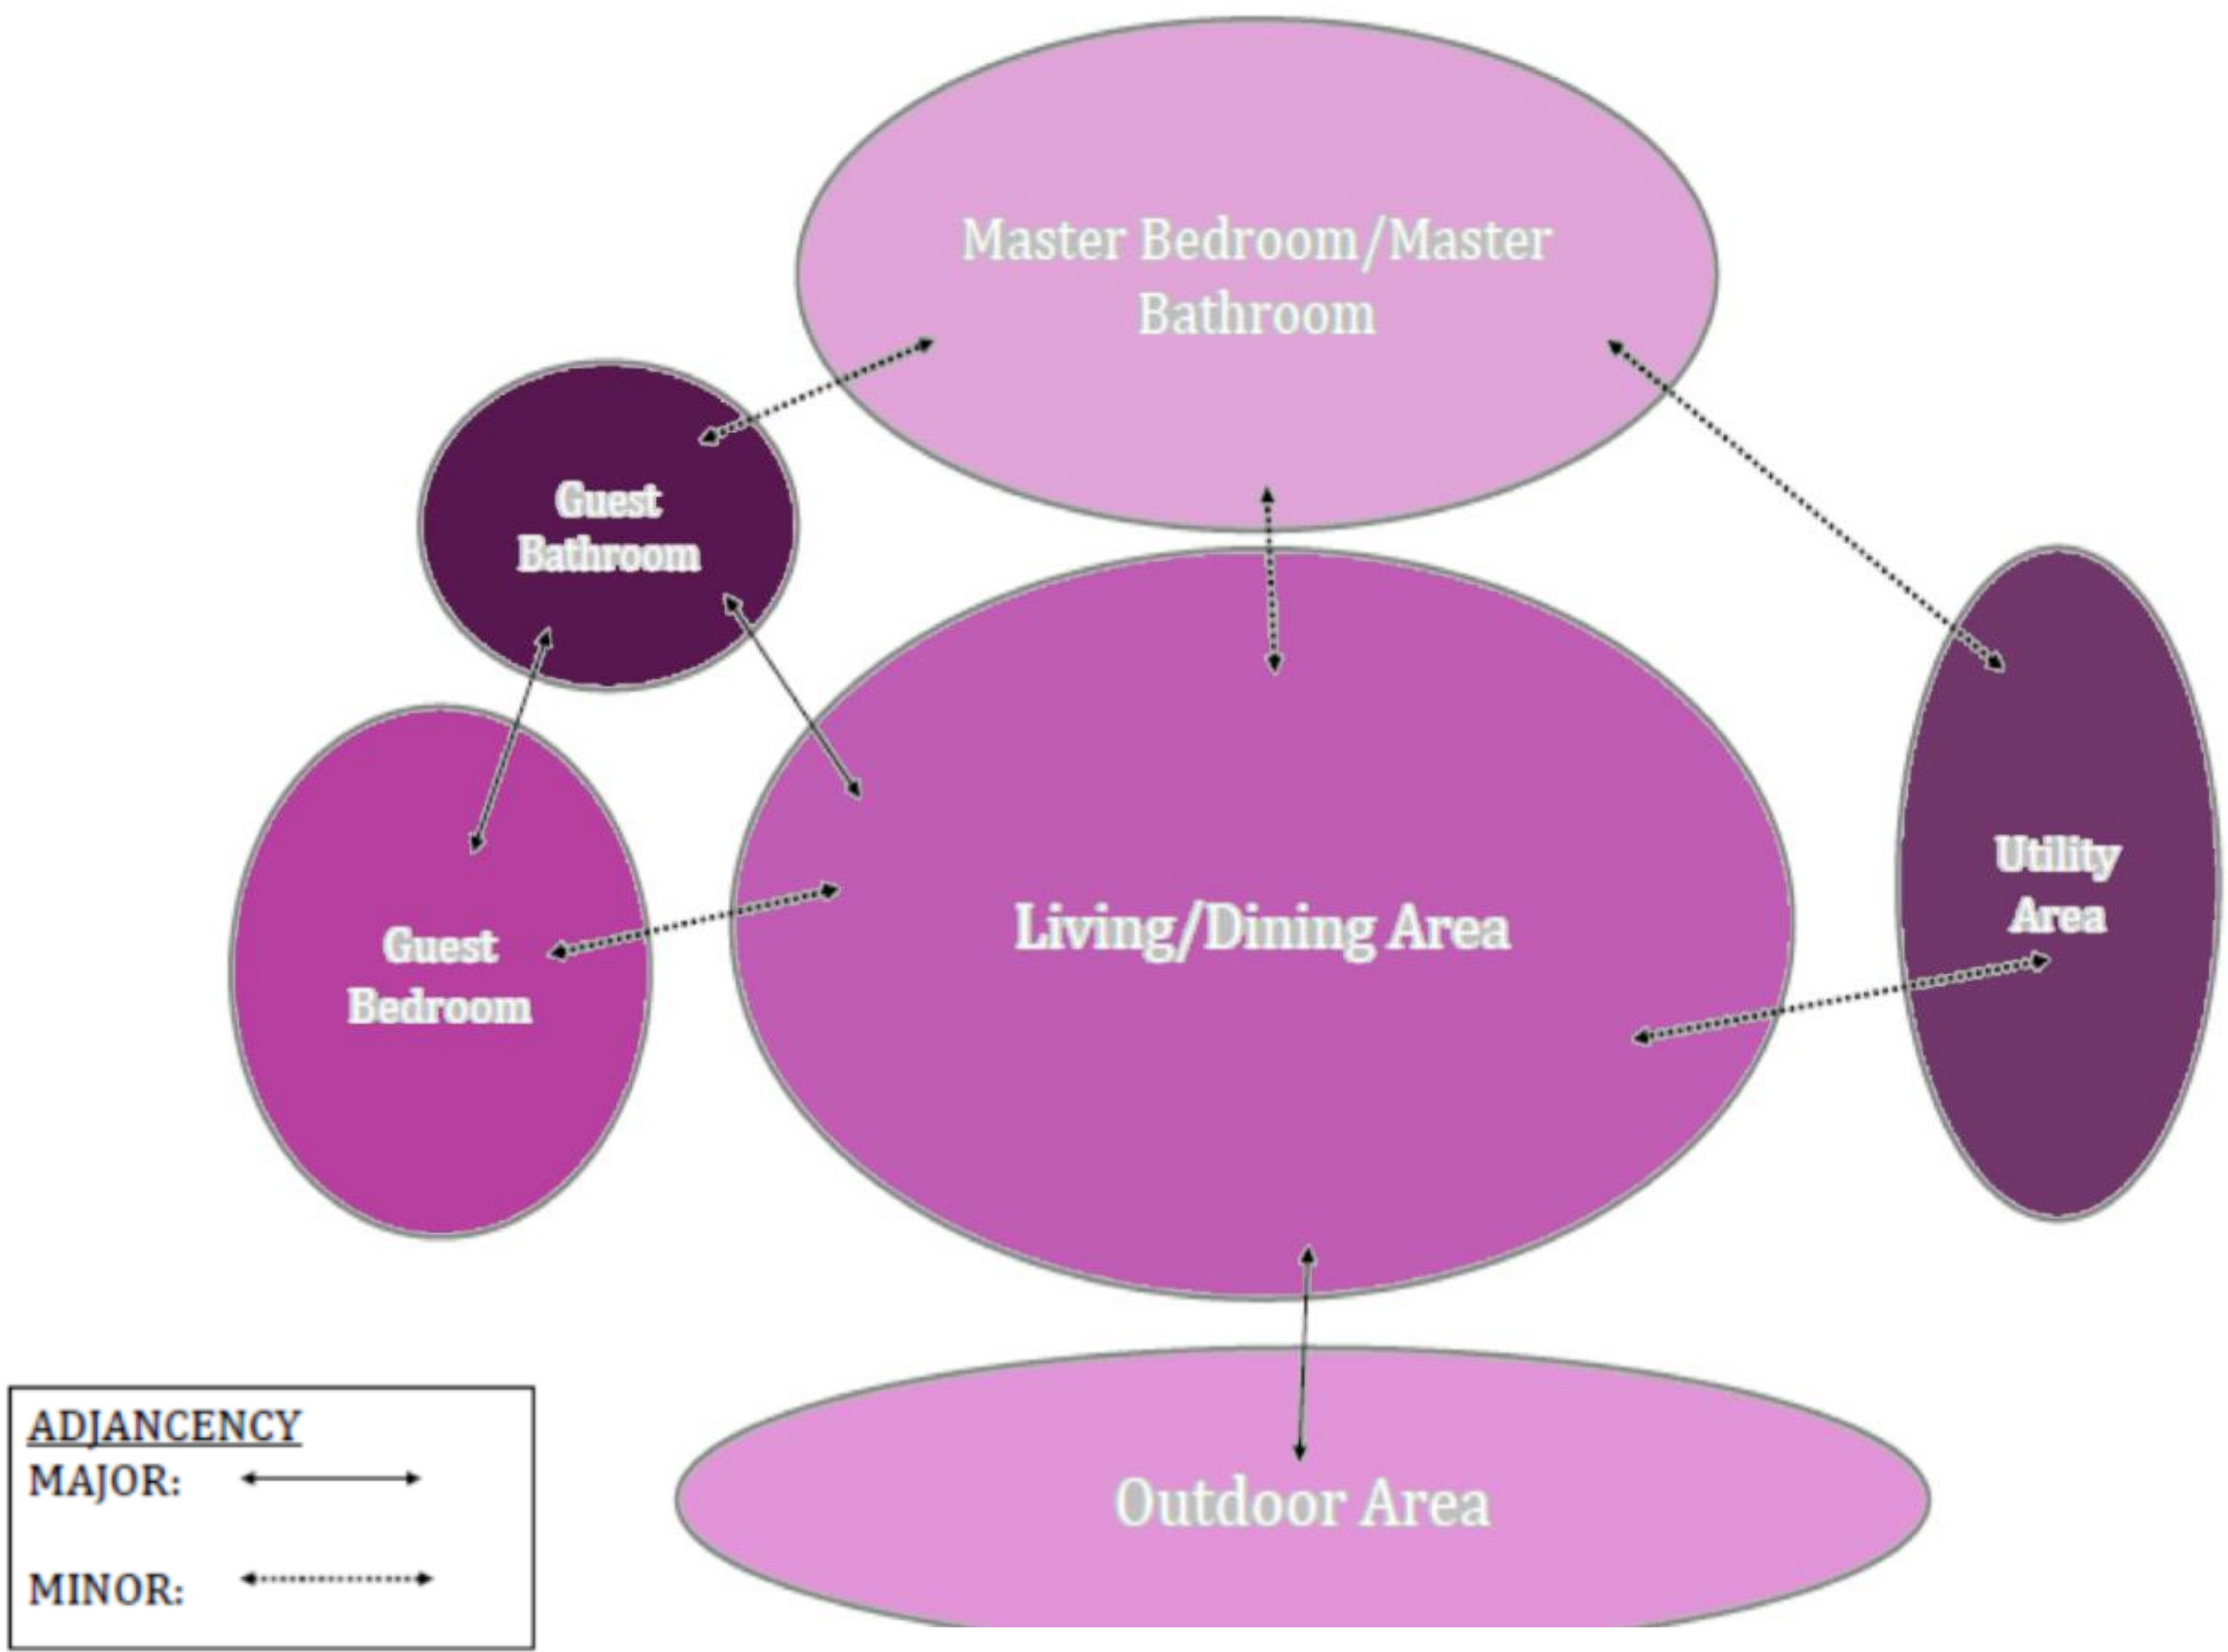 Master Bedroom/Master
Bathroom
Guest
Bathroom
Utility
Area
Living/Dining Area
Guest
Bedroom
Outdoor Area
ADJANCENCY
MAJOR:
MINOR: